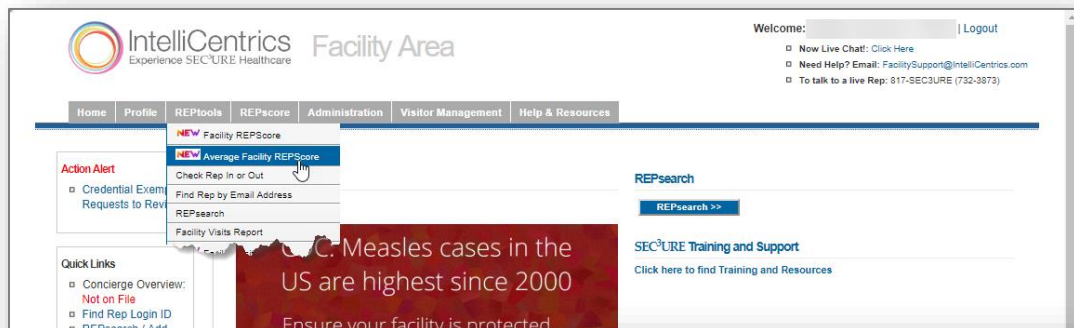 IntelliCentrics
Experience SEC³URE Healthcare
Facility Area
Welcome: | Logout
Now Live Chat!: Click Here
Need Help? Email: FacilitySupport@IntelliCentrics.com
To talk to a live Rep: 817-SEC3URE (732-3873)
Home Profile REPtools REPscore Administration Visitor Management Help & Resources
NEW Facility REPScore
NEW Average Facility REPScore
Check Rep In or Out
Find Rep by Email Address
REPsearch
Facility Visits Report
Action Alert
Credential
Requests to
Quick Links
Concierge Overview:
Not on File
Find Rep Login ID
REPsearch / Add
Measles cases in the
US are highest since 2000
Ensure your facility is protected
REPsearch
REPsearch >>
SEC³URE Training and Support
Click here to find Training and Resources